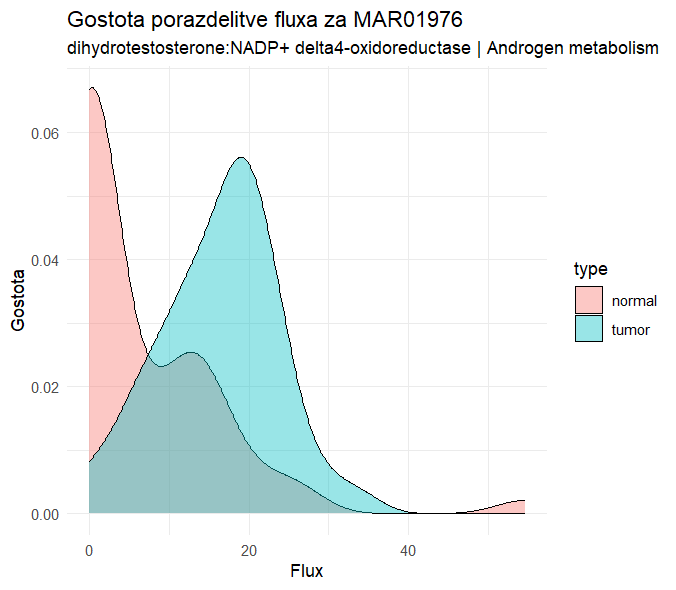 Gostota porazdelitve fluxa za MAR01976
dihydrotestosterone:NADP+ delta4-oxidoreductase | Androgen metabolism
0.06
0.04
0.02
0.00
Gostota
0
20
40
Flux
type
normal
tumor